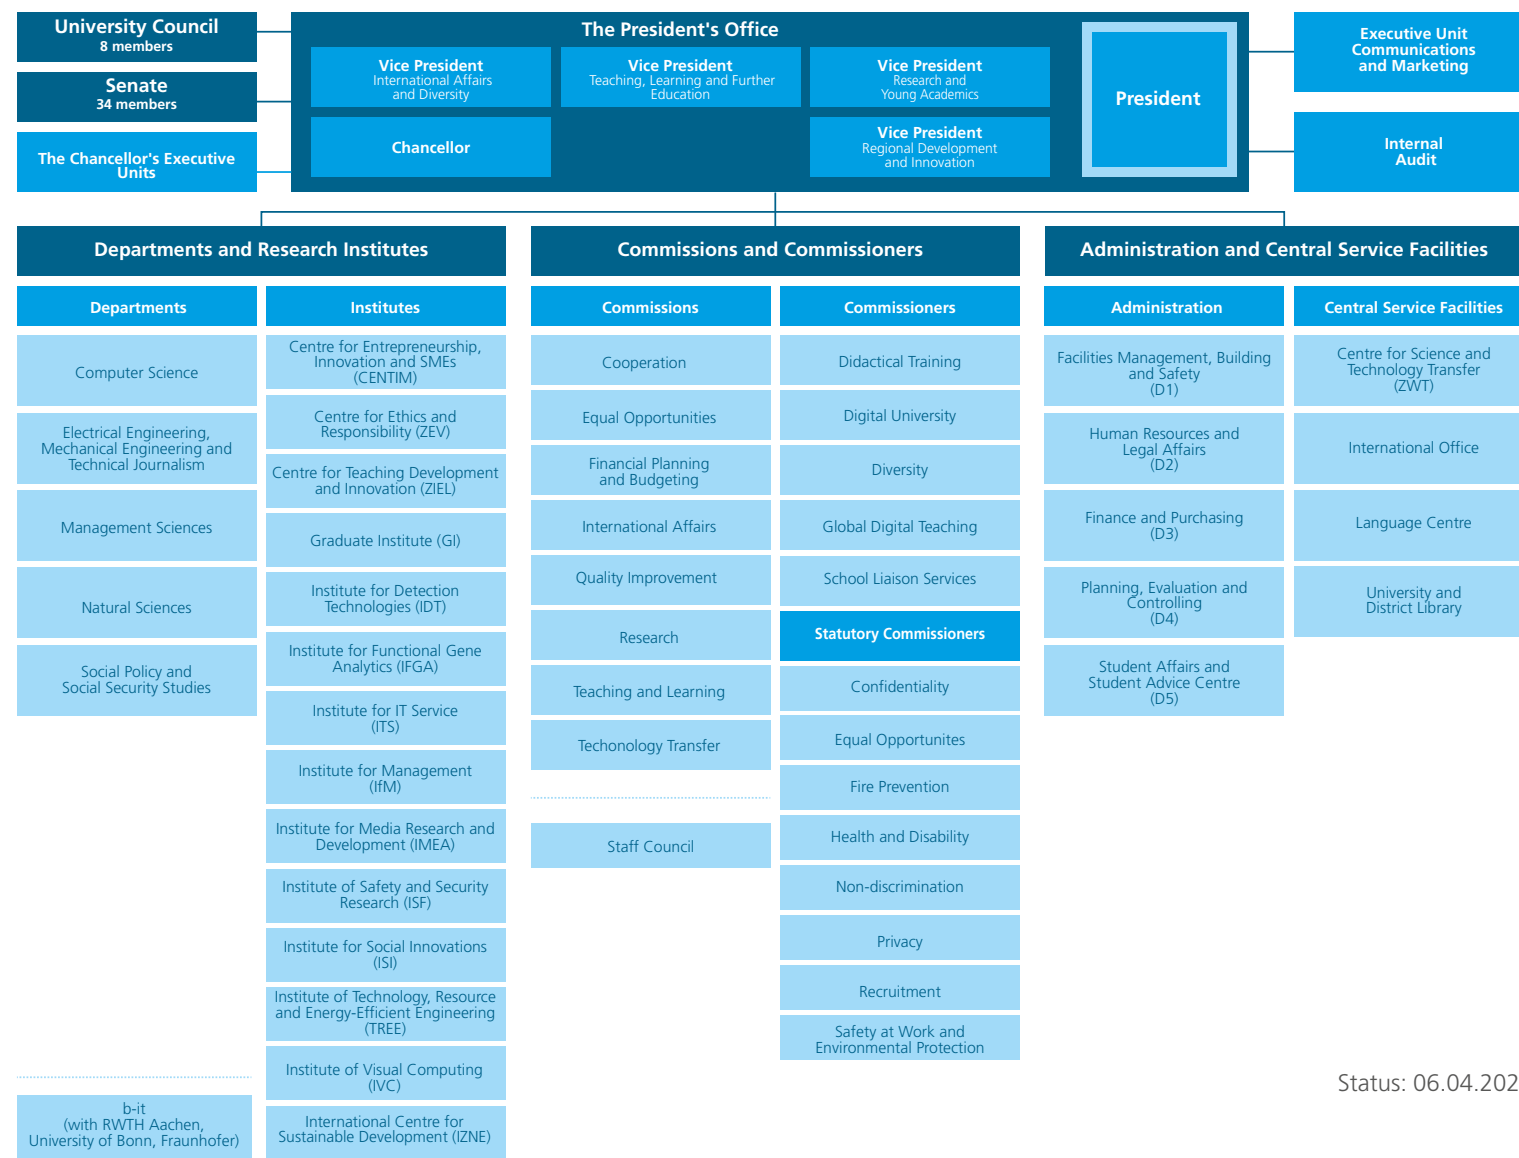 University Council
8 members
Senate
34 members
The Chancellor's Executive
Units
The President's Office
Vice President
International Affairs
and Diversity
Vice President
Teaching, Learning and Further
Education
Vice President
Research and
Young Academics
Chancellor
Vice President
Regional Development
and Innovation
President
Executive Unit
Communications
and Marketing
Internal
Audit
Departments and Research Institutes
Departments
Computer Science
Electrical Engineering,
Mechanical Engineering and
Technical Journalism
Management Sciences
Natural Sciences
Social Policy and
Social Security Studies
b-it
(with RWTH Aachen,
University of Bonn, Fraunhofer)
Institutes
Centre for Entrepreneurship,
Innovation and SMEs
(CENTIM)
Centre for Ethics and
Responsibility (ZEV)
Centre for Teaching Development
and Innovation (ZIEL)
Graduate Institute (GI)
Institute for Detection
Technologies (IDT)
Institute for Functional Gene
Analytics (IFGA)
Institute for IT Service
(ITS)
Institute for Management
(IfM)
Institute for Media Research and
Development (IMEA)
Institute of Safety and Security
Research (ISF)
Institute for Social Innovations
(ISI)
Institute of Technology, Resource
and Energy-Efficient Engineering
(TREE)
Institute of Visual Computing
(IVC)
International Centre for
Sustainable Development (IZNE)
Commissions and Commissioners
Commissions
Cooperation
Equal Opportunities
Financial Planning
and Budgeting
International Affairs
Quality Improvement
Research
Teaching and Learning
Techonology Transfer
Staff Council
Commissioners
Didactical Training
Digital University
Diversity
Global Digital Teaching
School Liaison Services
Statutory Commissioners
Confidentiality
Equal Opportunites
Fire Prevention
Health and Disability
Non-discrimination
Privacy
Recruitment
Safety at Work and
Environmental Protection
Administration and Central Service Facilities
Administration
Facilities Management, Building
and Safety
(D1)
Human Resources and
Legal Affairs
(D2)
Finance and Purchasing
(D3)
Planning, Evaluation and
Controlling
(D4)
Student Affairs and
Student Advice Centre
(D5)
Central Service Facilities
Centre for Science and
Technology Transfer
(ZWT)
International Office
Language Centre
University and
District Library
Status: 06.04.202